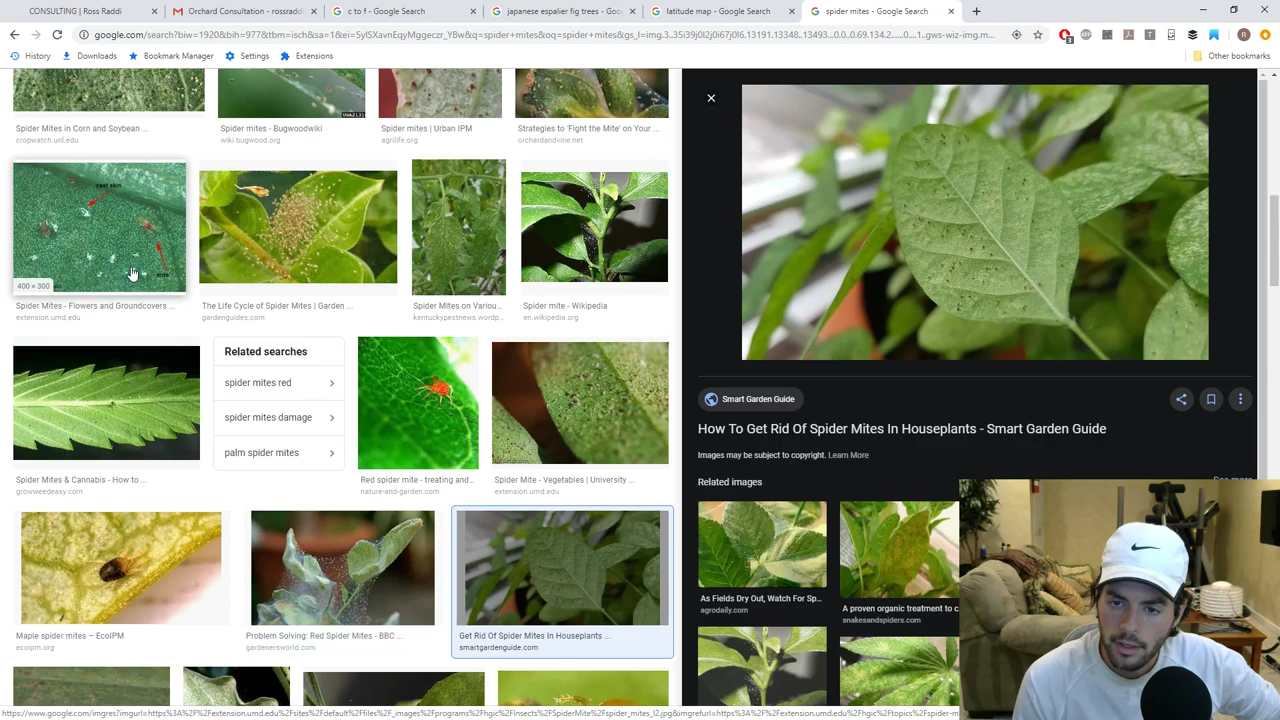 CONSULTING | Ross Raddi
Orchard Consultation - rossraddi
c to f - Google Search
japanese espalier fig trees - Goog
latitude map - Google Search
spider mites - Google Search
History
Downloads
Bookmark Manager
Settings
Extensions
Other bookmarks
Spider Mites in Corn and Soybean ...
cropwatch.unl.edu
Spider mites - Bugwoodwiki
wiki.bugwood.org
Spider mites | Urban IPM
agrilife.org
Strategies to 'Fight the Mite' on Your ...
orchardandvine.net
cast skin
mite
400 × 300
Spider Mites - Flowers and Groundcovers ...
extension.umd.edu
The Life Cycle of Spider Mites | Garden ...
gardenguides.com
Spider Mites on Variou...
kentuckypestnews.wordp...
Spider mite - Wikipedia
en.wikipedia.org
Related searches
spider mites red
spider mites damage
palm spider mites
Spider Mites & Cannabis - How to ...
growweedeasy.com
Red spider mite - treating and...
nature-and-garden.com
Spider Mite - Vegetables | University ...
extension.umd.edu
Maple spider mites – EcoIPM
ecoipm.org
Problem Solving: Red Spider Mites - BBC ...
gardenersworld.com
Get Rid Of Spider Mites In Houseplants ...
smartgardenguide.com
Smart Garden Guide
How To Get Rid Of Spider Mites In Houseplants - Smart Garden Guide
Images may be subject to copyright. Learn More
Related images
See more
As Fields Dry Out, Watch For Sp...
agrodaily.com
A proven organic treatment to c
snakesandspiders.com